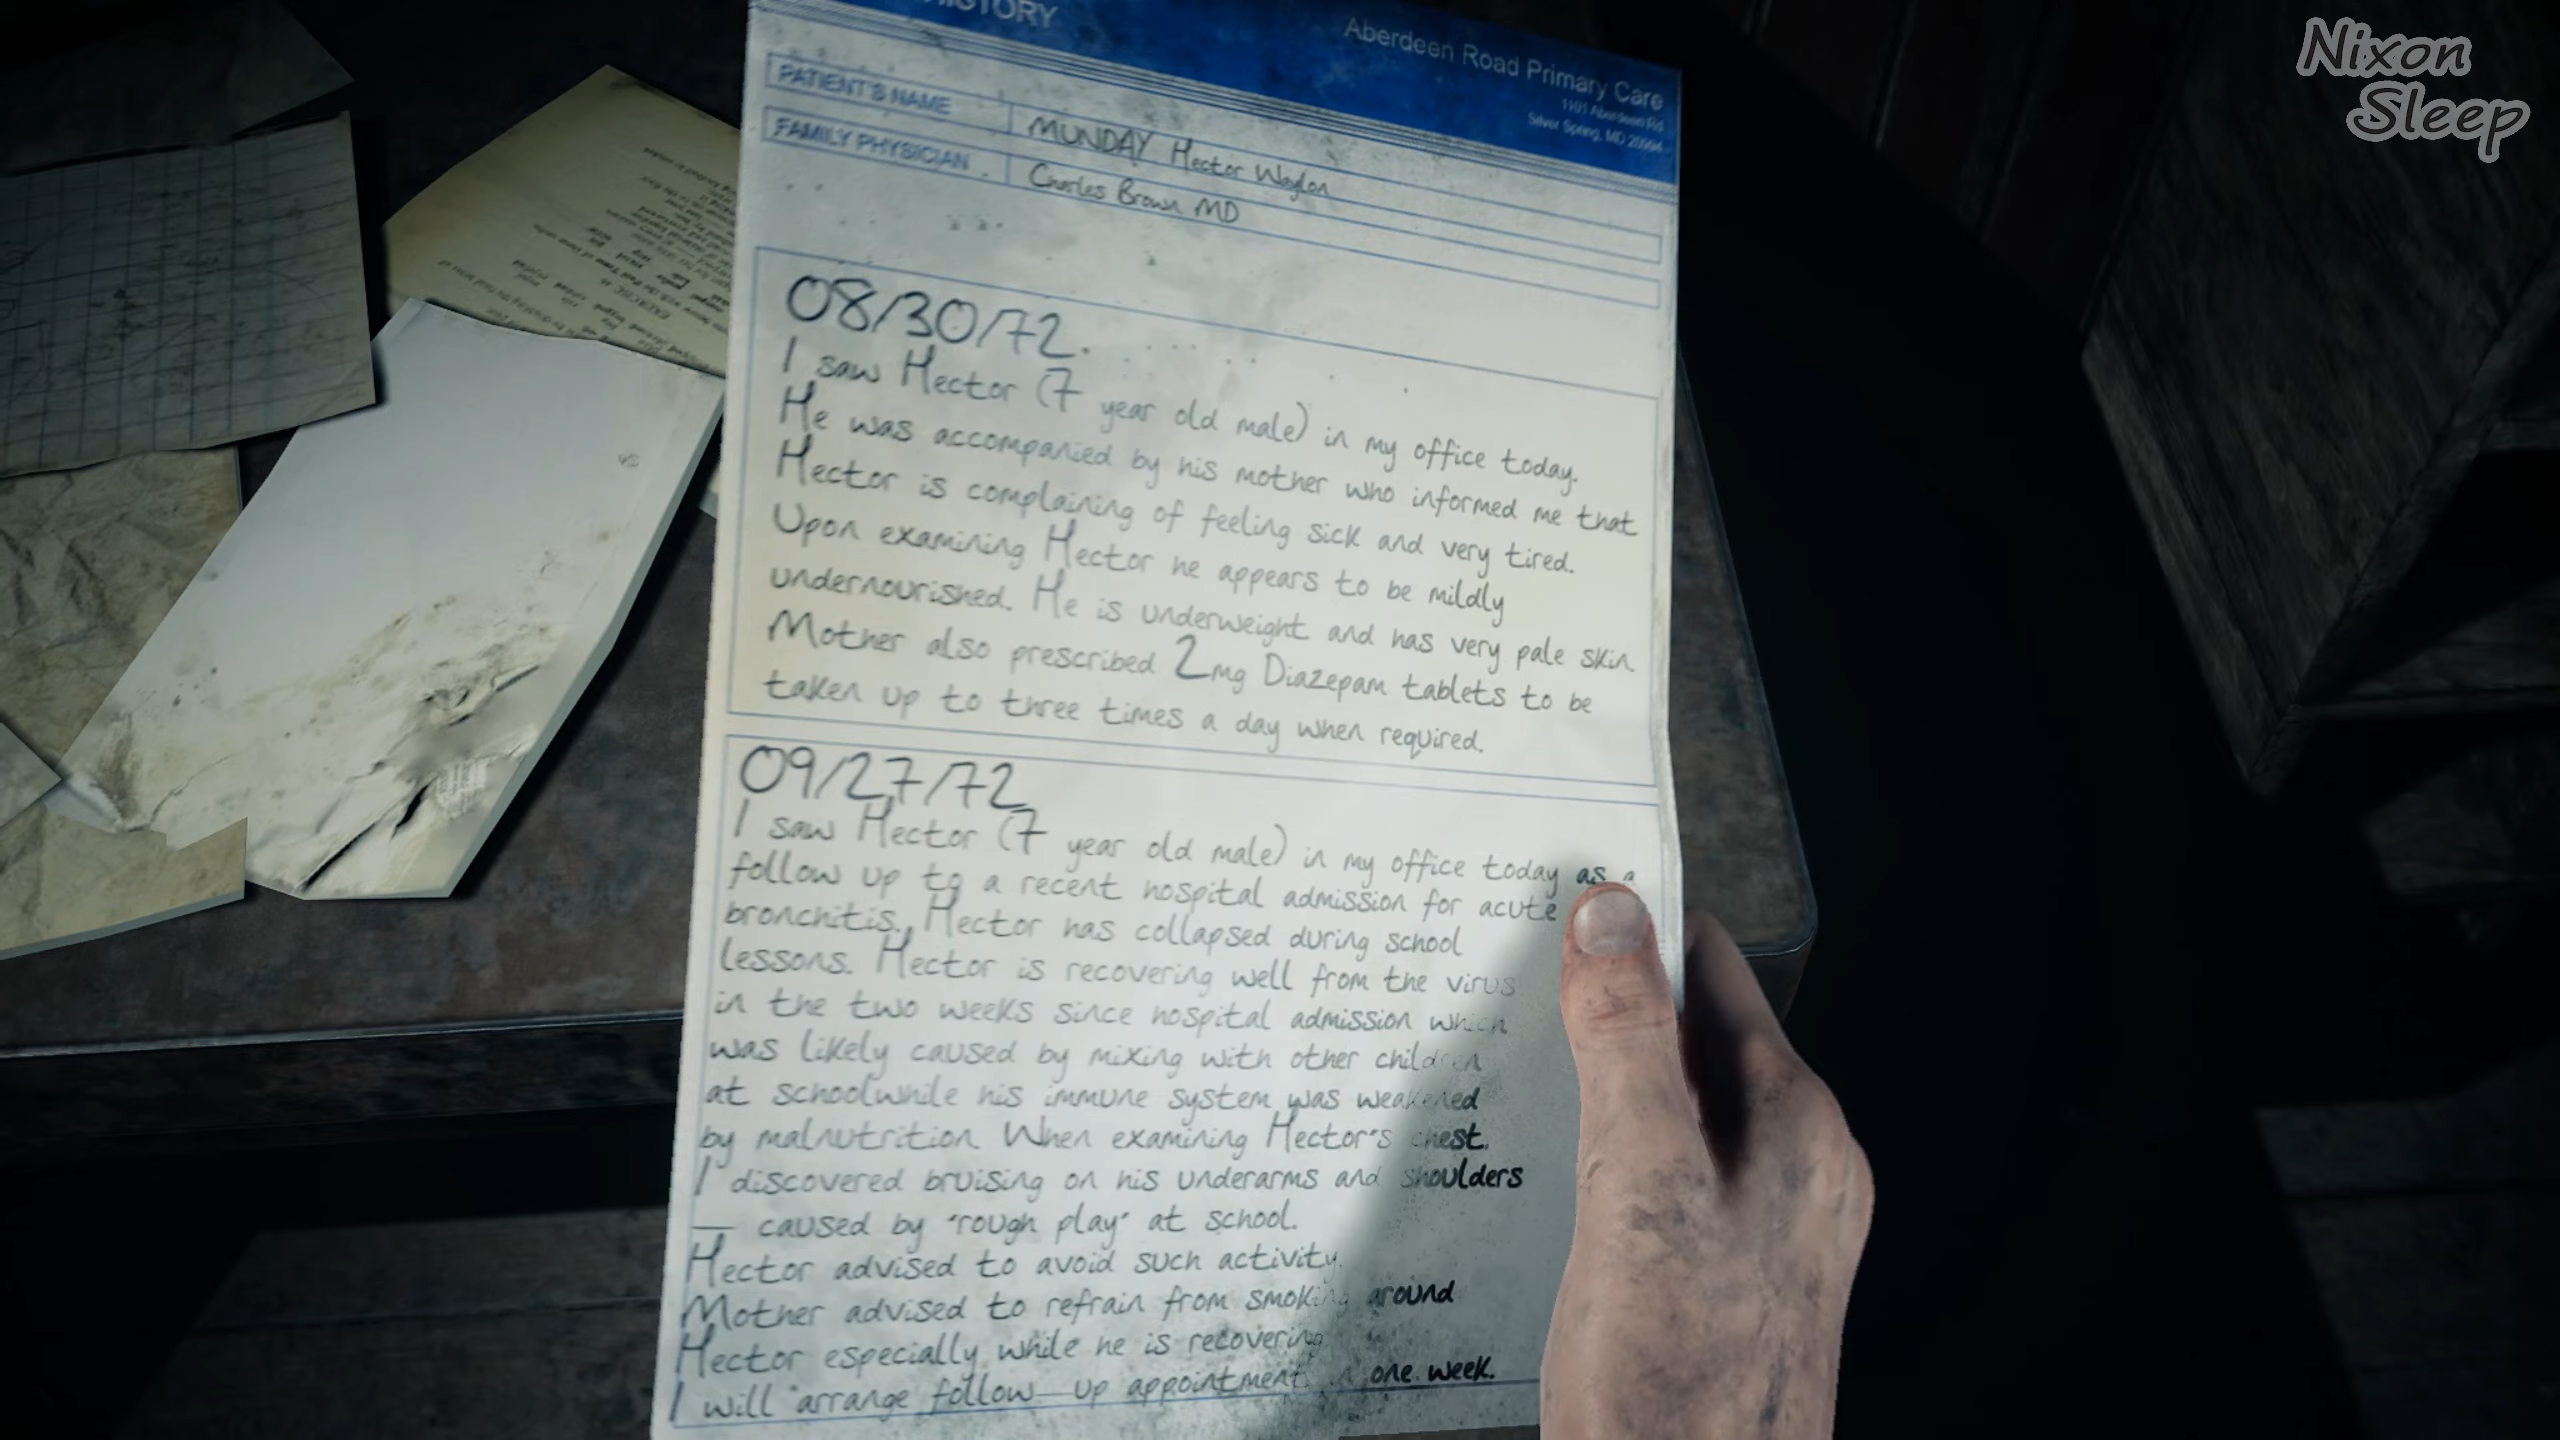 HISTORY
Aberdeen Road Primary Care
1191 Aberdeen Rd
Silver Spring, MD
PATIENT'S NAME
MUNDAY Hector Waylon
FAMILY PHYSICIAN
Charles Brown MD
08/30/72.
I saw Hector (7 year old male) in my office today.
He was accompanied by his mother who informed me that
Hector is complaining of feeling sick and very tired.
Upon examining Hector he appears to be mildly
undernourished. He is underweight and has very pale skin.
Mother also prescribed 2mg Diazepam tablets to be
taken up to three times a day when required.
09/27/72
I saw Hector (7 year old male) in my office today as a
follow up to a recent hospital admission for acute
bronchitis. Hector has collapsed during school
lessons. Hector is recovering well from the virus
in the two weeks since hospital admission which
was likely caused by mixing with other children
at schoolwhile his immune system was weakened
by malnutrition. When examining Hector's chest.
I discovered bruising on his underarms and shoulders
— caused by 'rough play' at school.
Hector advised to avoid such activity.
Mother advised to refrain from smoking around
Hector especially while he is recovering
I will arrange follow-up appointment in one week.
Nixon
Sleep